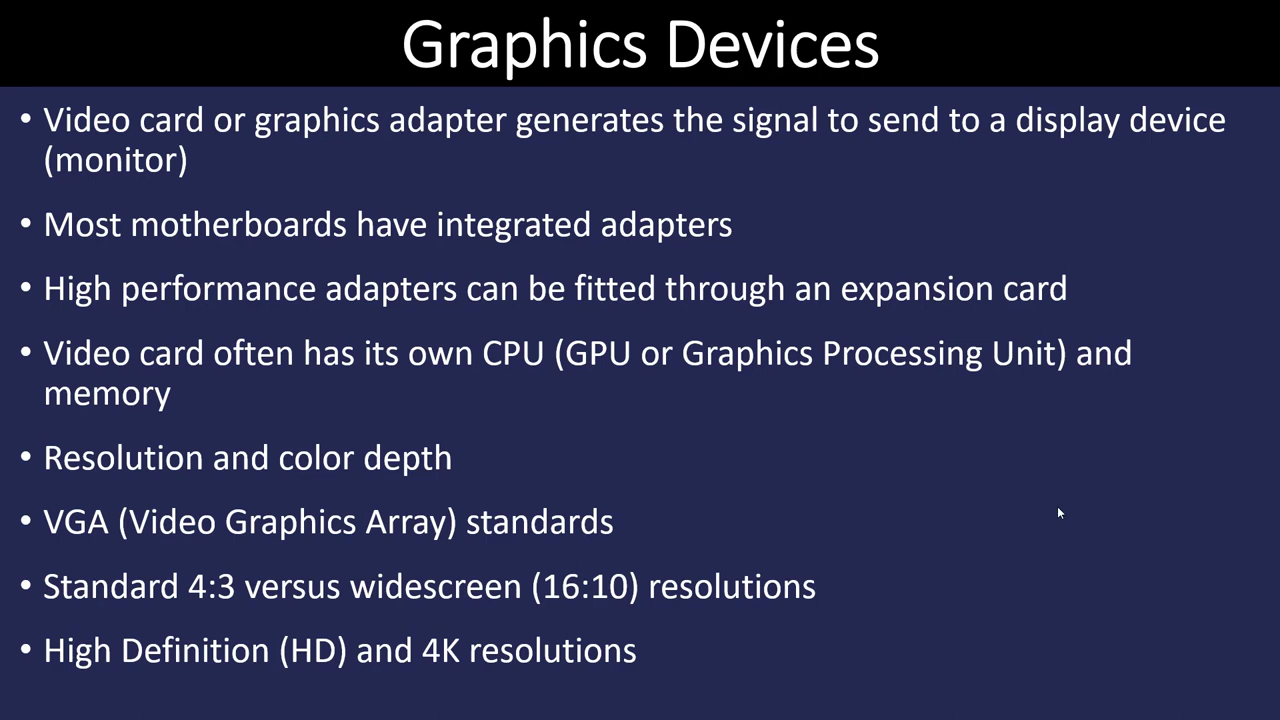 Graphics Devices
• Video card or graphics adapter generates the signal to send to a display device
(monitor)
• Most motherboards have integrated adapters
• High performance adapters can be fitted through an expansion card
• Video card often has its own CPU (GPU or Graphics Processing Unit) and
memory
• Resolution and color depth
• VGA (Video Graphics Array) standards
• Standard 4:3 versus widescreen (16:10) resolutions
• High Definition (HD) and 4K resolutions